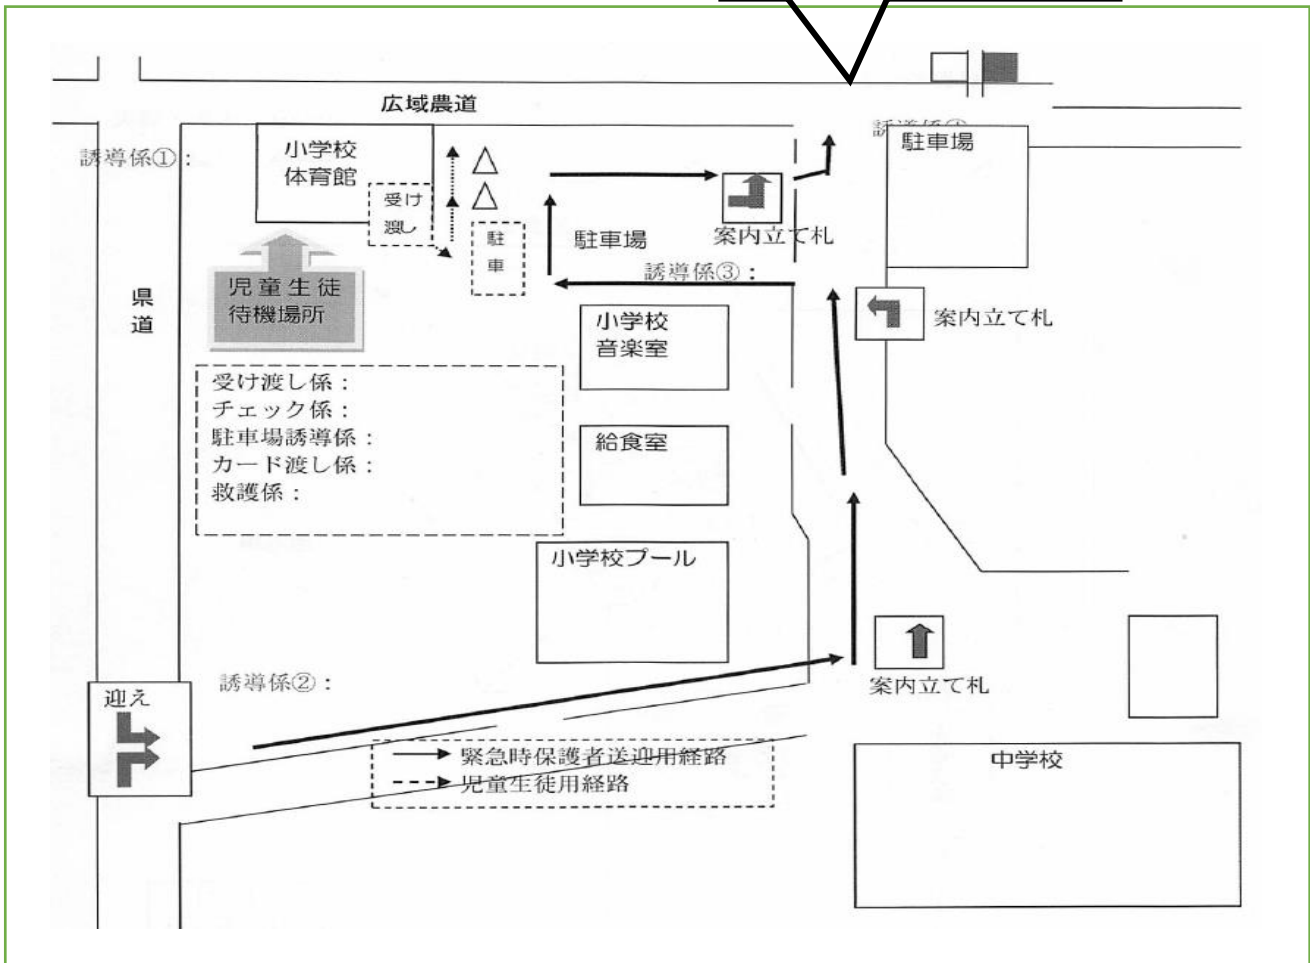 広域農道
誘導係①：
小学校
体育館
受け
渡し
駐
車
駐車場
案内立て札
誘導係③：
駐車場
児童生徒
待機場所
県
道
小学校
音楽室
案内立て札
受け渡し係：
チェック係：
駐車場誘導係：
カード渡し係：
救護係：
給食室
小学校プール
誘導係②：
迎え
案内立て札
緊急時保護者送迎用経路
児童生徒用経路
中学校